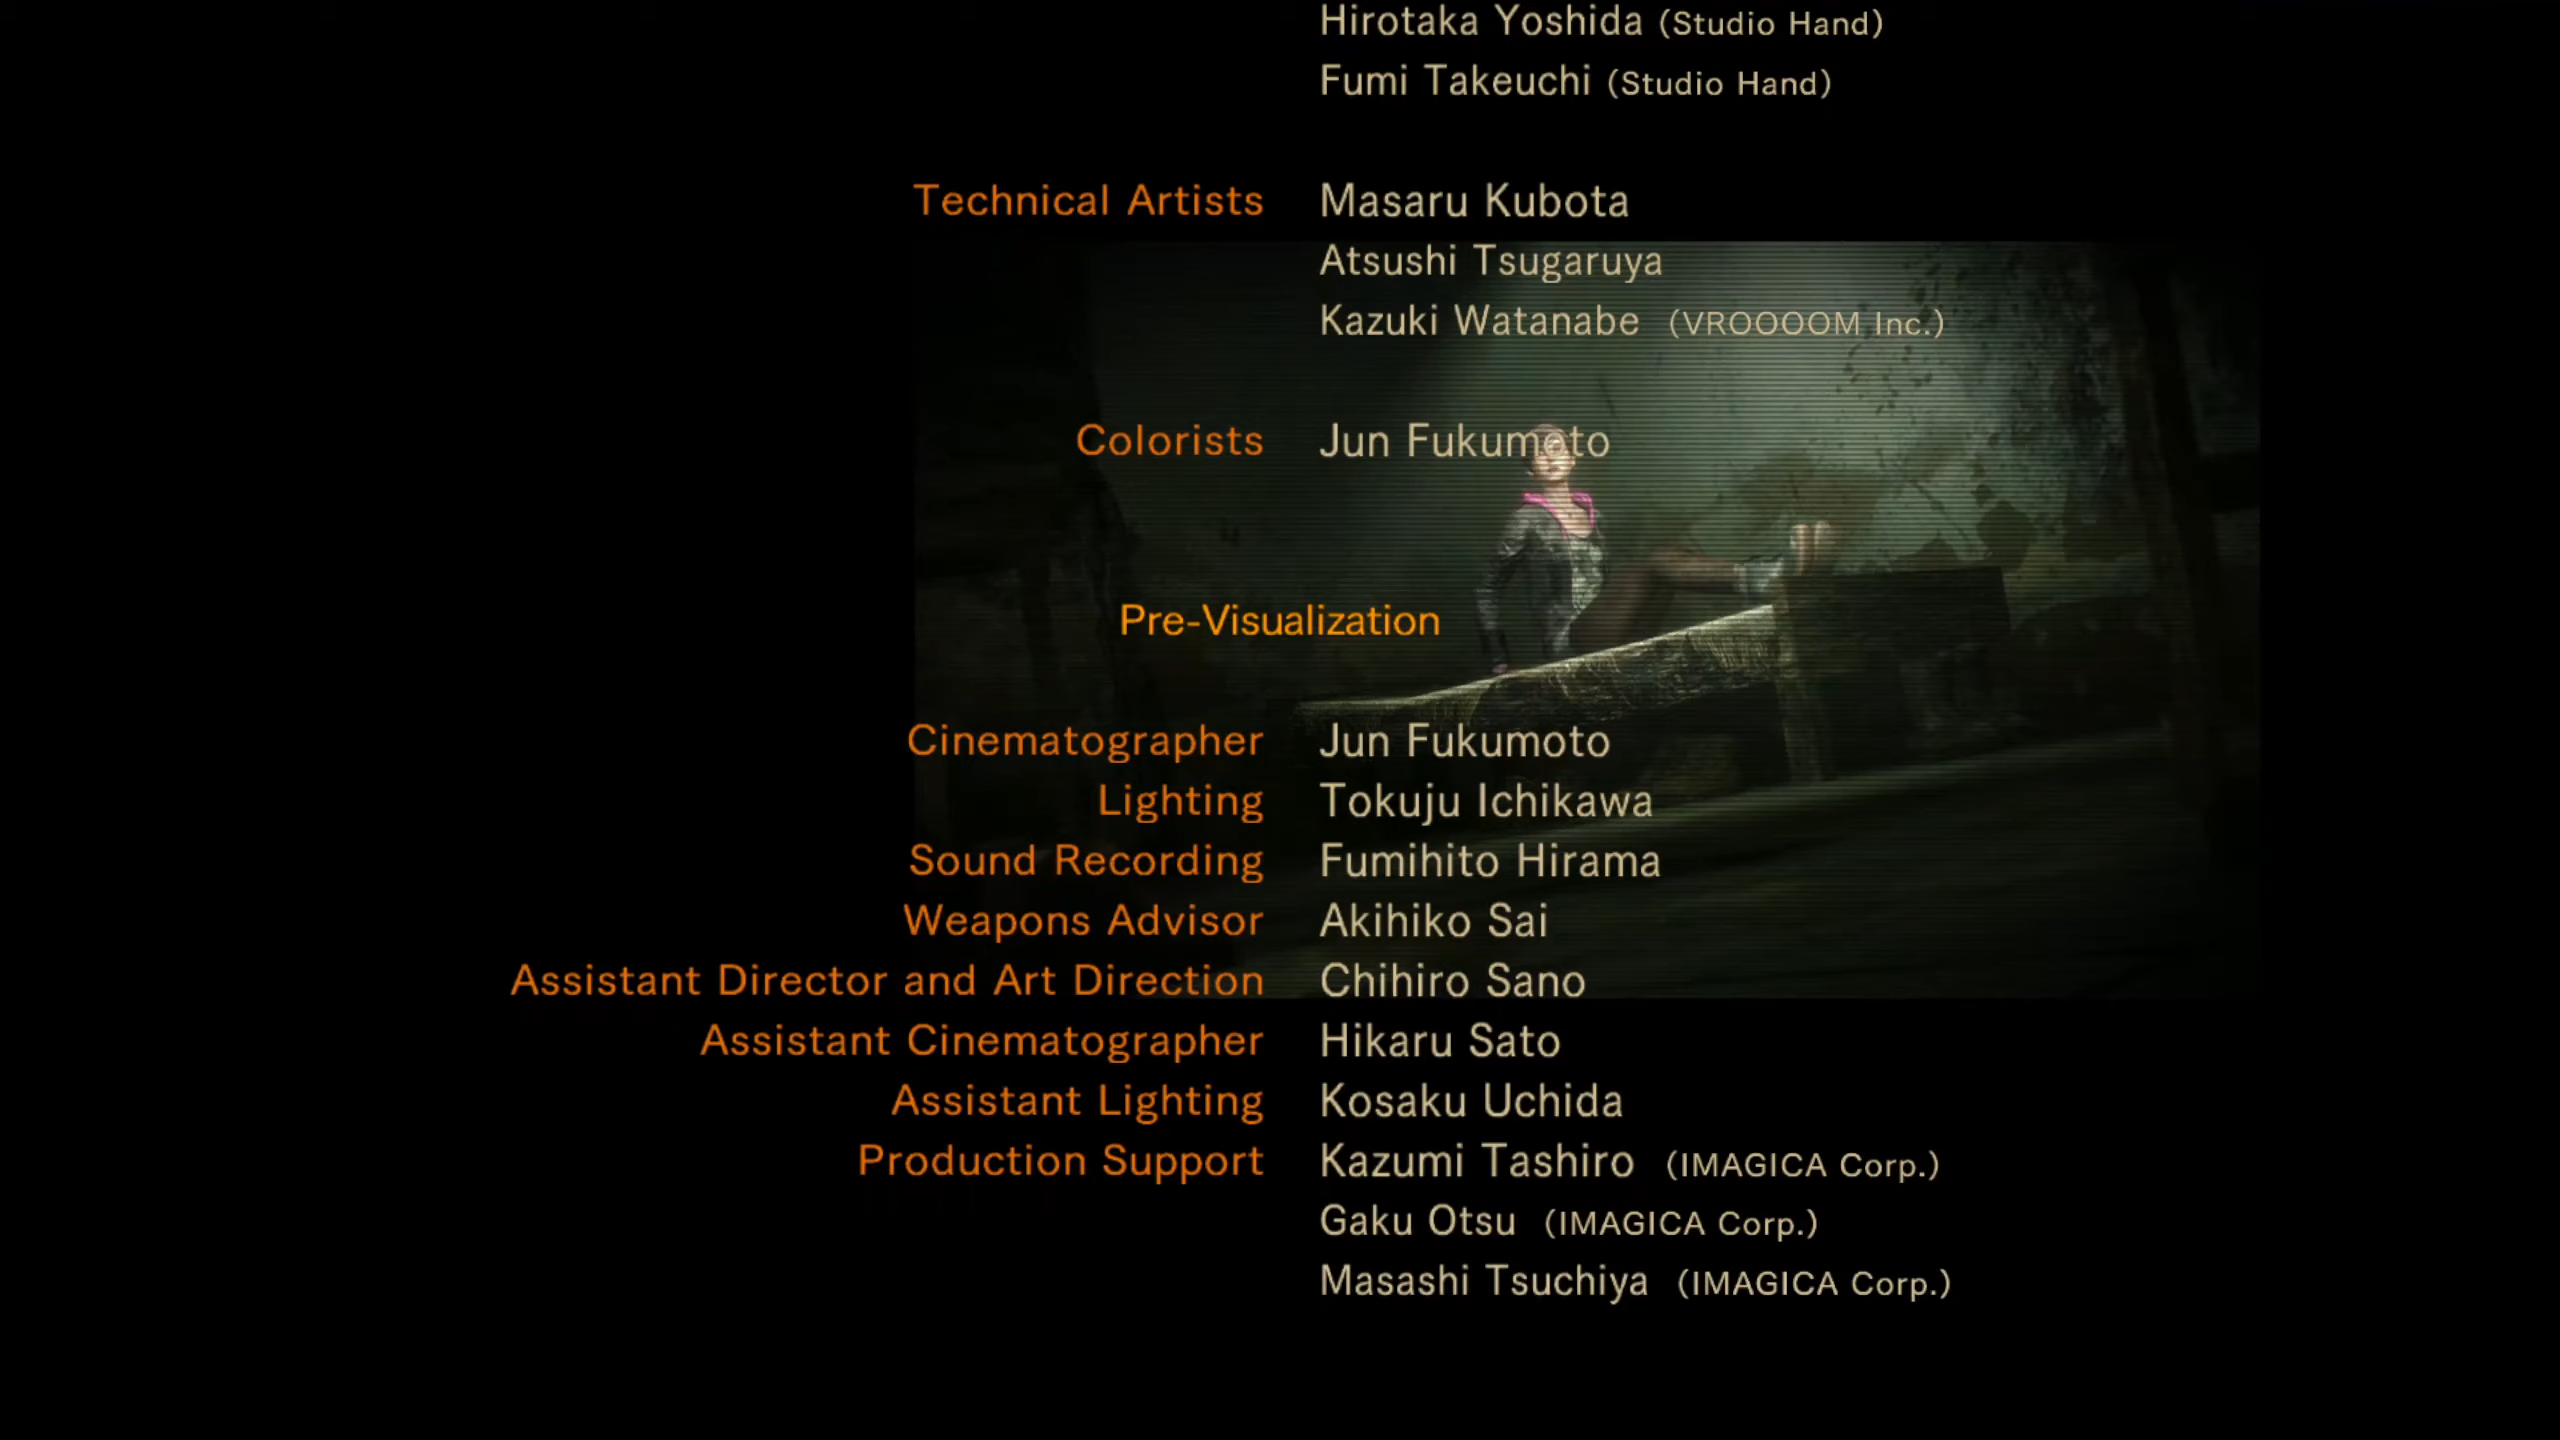 Hirotaka Yoshida (Studio Hand)
Fumi Takeuchi (Studio Hand)
Technical Artists Masaru Kubota
Atsushi Tsugaruya
Kazuki Watanabe (VROOOOM Inc.)
Colorists Jun Fukumoto
Pre-Visualization
Cinematographer Jun Fukumoto
Lighting Tokuju Ichikawa
Sound Recording Fumihito Hirama
Weapons Advisor Akihiko Sai
Assistant Director and Art Direction Chihiro Sano
Assistant Cinematographer Hikaru Sato
Assistant Lighting Kosaku Uchida
Production Support Kazumi Tashiro (IMAGICA Corp.)
Gaku Otsu (IMAGICA Corp.)
Masashi Tsuchiya (IMAGICA Corp.)